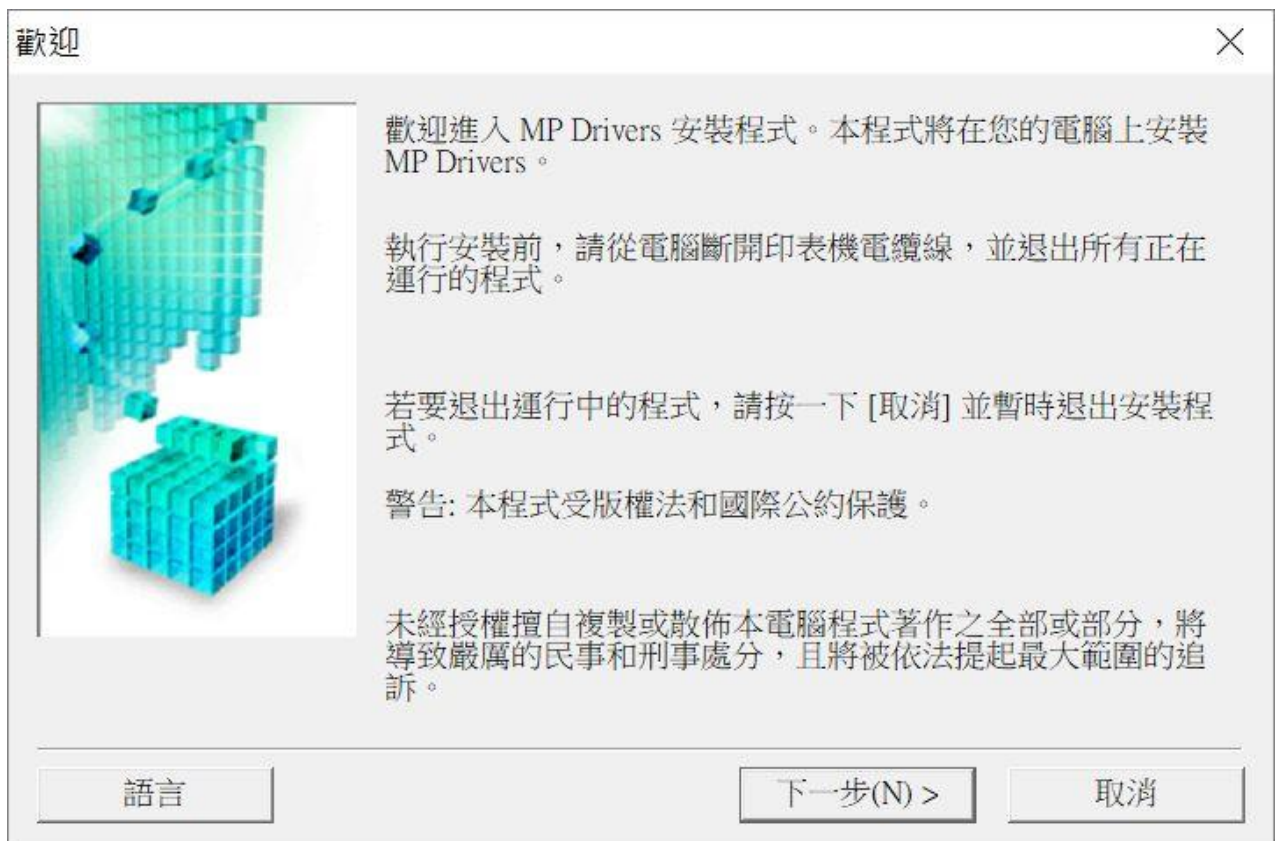 歡迎
歡迎進入 MP Drivers 安裝程式。本程式將在您的電腦上安裝
MP Drivers。
執行安裝前，請從電腦斷開印表機電纜線，並退出所有正在
運行的程式。
若要退出運行中的程式，請按一下 [取消] 並暫時退出安裝程
式。
警告: 本程式受版權法和國際公約保護。
未經授權擅自複製或散佈本電腦程式著作之全部或部分，將
導致嚴厲的民事和刑事處分，且將被依法提起最大範圍的追
訴。
語言
下一步(N) >
取消